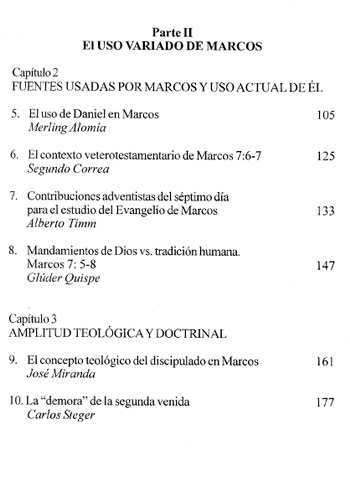 Parte II
El USO VARIADO DE MARCOS
Capítulo 2
FUENTES USADAS POR MARCOS Y USO ACTUAL DE ÉL
5. El uso de Daniel en Marcos 105
Merling Alomía
6. El contexto veterotestamentario de Marcos 7:6-7 125
Segundo Correa
7. Contribuciones adventistas del séptimo día
para el estudio del Evangelio de Marcos 133
Alberto Timm
8. Mandamientos de Dios vs. tradición humana.
Marcos 7: 5-8 147
Glúder Quispe
Capítulo 3
AMPLITUD TEOLÓGICA Y DOCTRINAL
9. El concepto teológico del discipulado en Marcos 161
José Miranda
10. La “demora” de la segunda venida 177
Carlos Steger